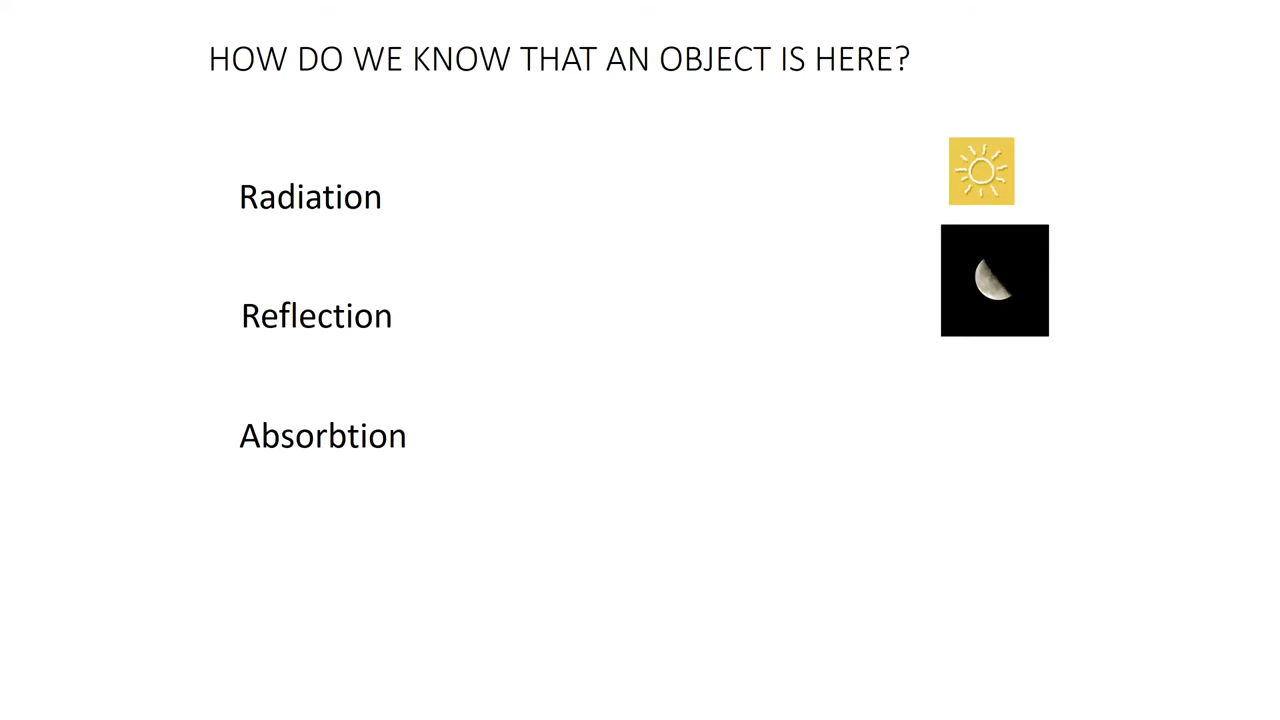 HOW DO WE KNOW THAT AN OBJECT IS HERE?
Radiation
Reflection
Absorbtion